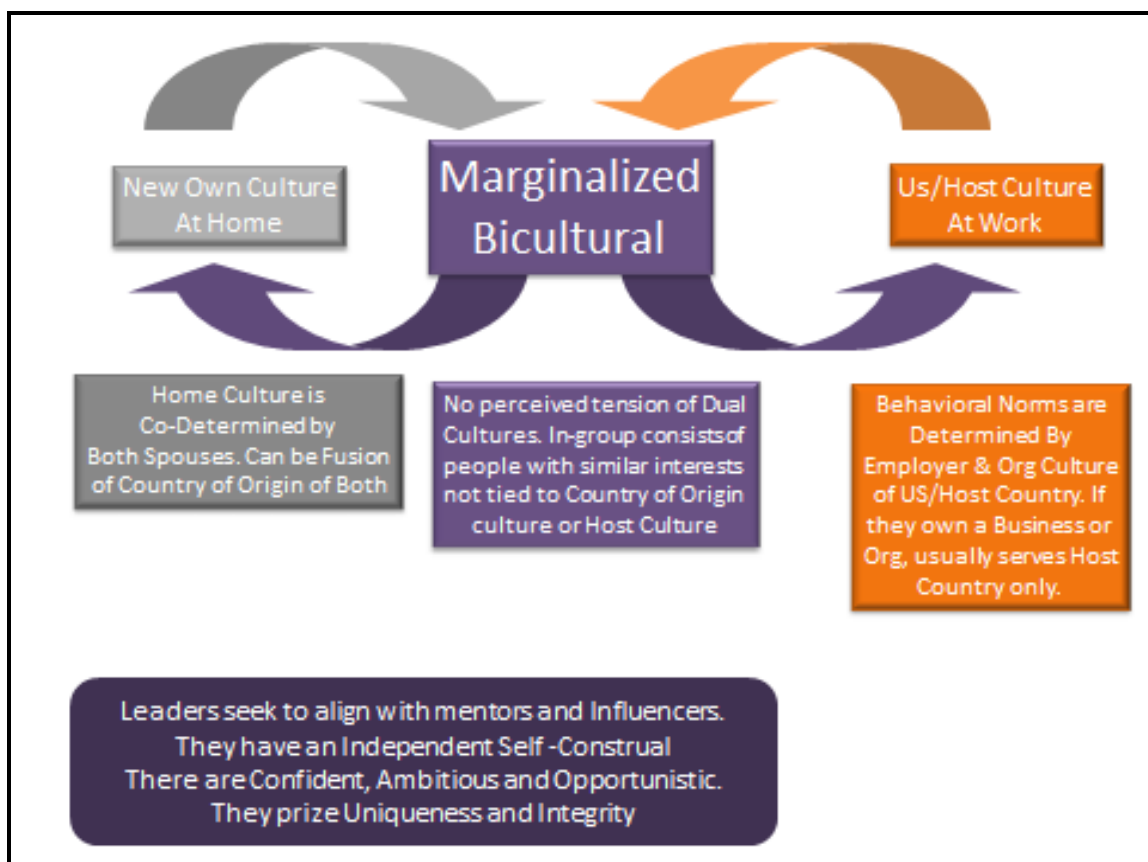 New Own Culture
At Home
Marginalized
Bicultural
Us/Host Culture
At Work
Home Culture is
Co-Determined by
Both Spouses. Can be Fusion
of Country of Origin of Both
No perceived tension of Dual
Cultures. In-group consistsof
people with similar interests
not tied to Country of Origin
culture or Host Culture
Behavioral Norms are
Determined By
Employer & Org Culture
of US/Host Country. If
they own a Business or
Org, usually serves Host
Country only.
Leaders seek to align with mentors and Influencers.
They have an Independent Self -Construal
There are Confident, Ambitious and Opportunistic.
They prize Uniqueness and Integrity